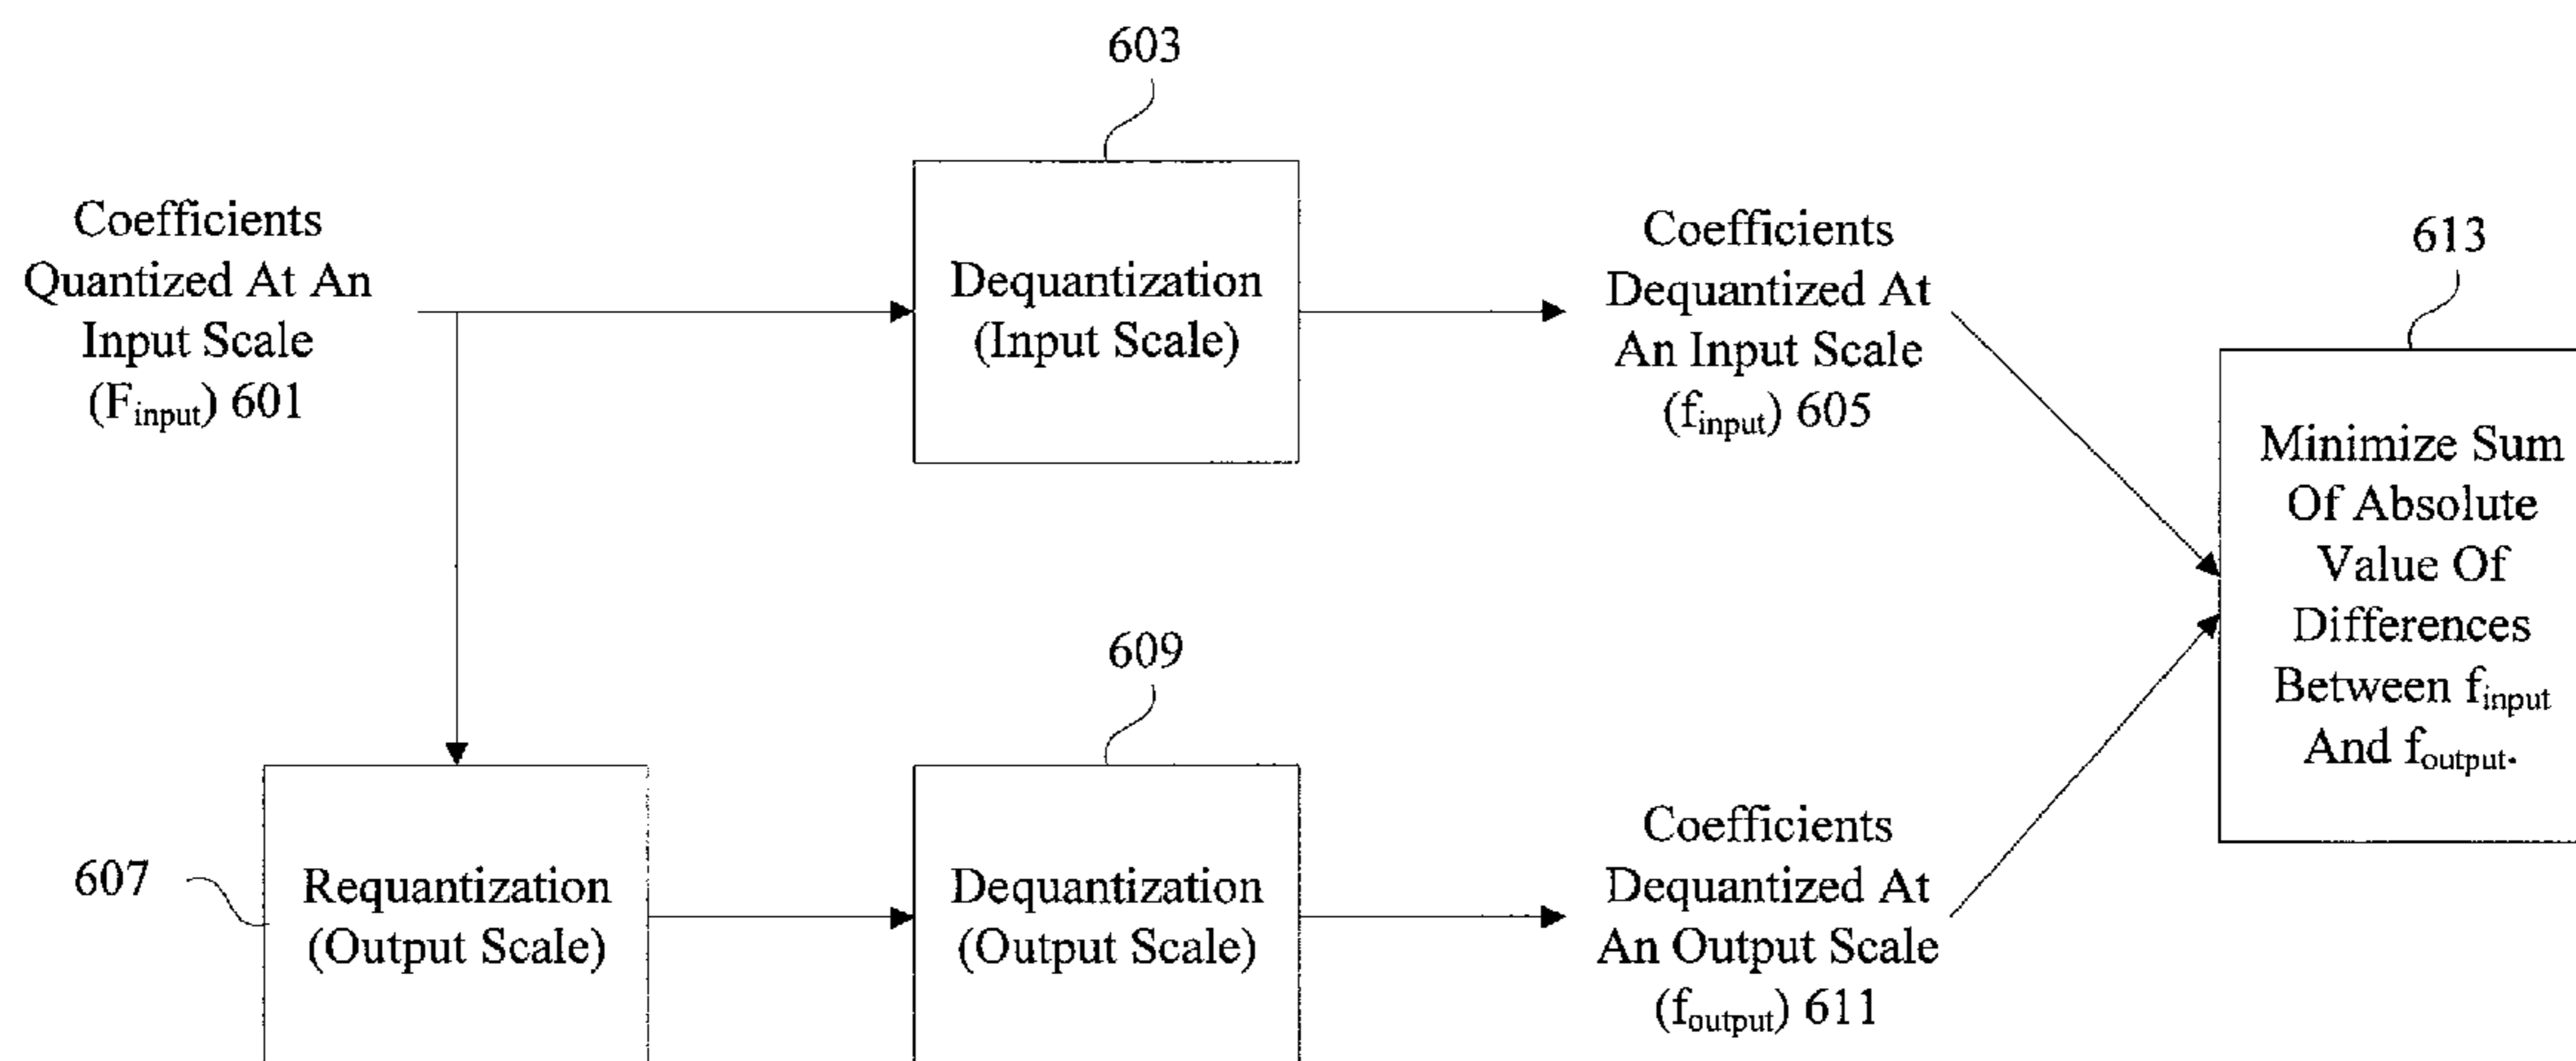 603
Coefficients
Quantized At An
Input Scale
(Finput) 601
Dequantization
(Input Scale)
Coefficients
Dequantized At
An Input Scale
(finput) 605
613
Minimize Sum
Of Absolute
Value Of
Differences
Between finput
And foutput.
609
607
Requantization
(Output Scale)
Dequantization
(Output Scale)
Coefficients
Dequantized At
An Output Scale
(foutput) 611